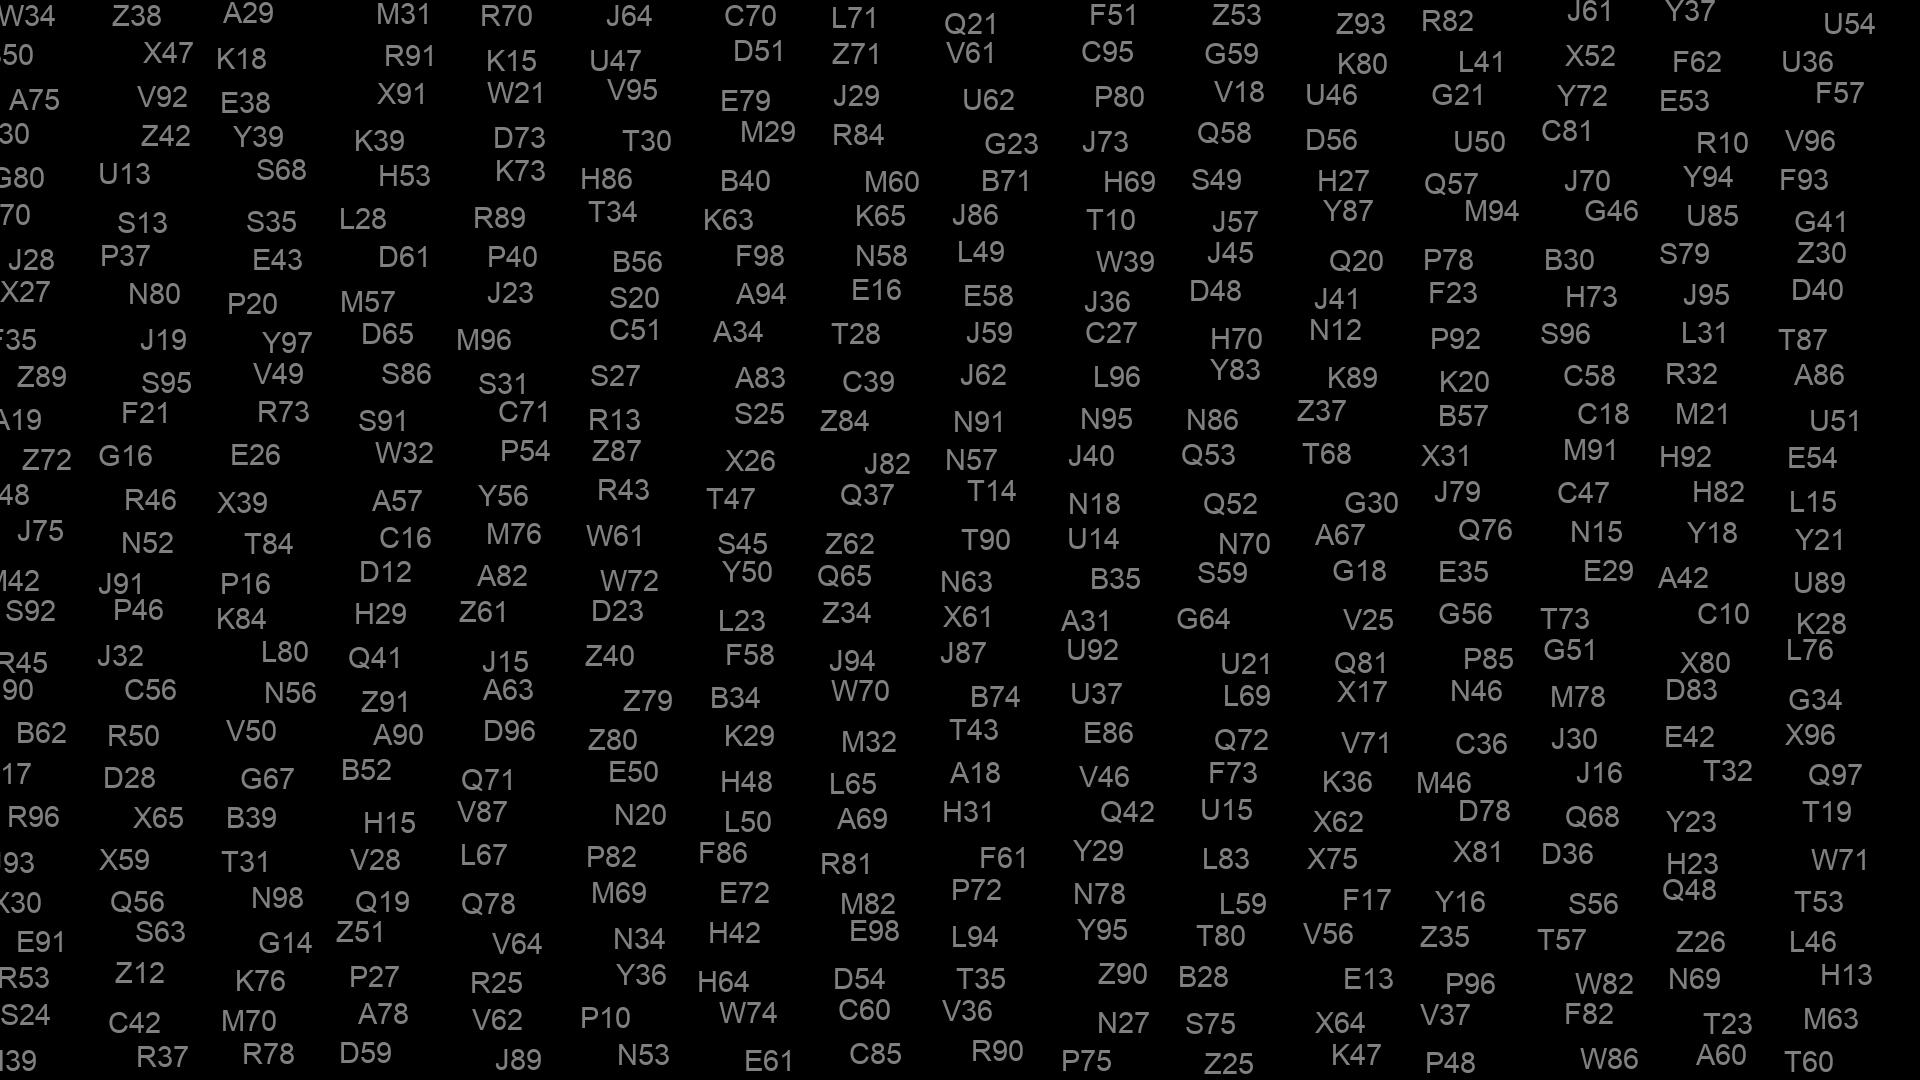 W34 Z38 A29 M31 R70 J64 C70 L71 Q21 F51 Z53 Z93 R82 J61 Y37 U54
50 X47 K18 R91 K15 U47 D51 Z71 V61 C95 G59 K80 L41 X52 F62 U36
A75 V92 E38 X91 W21 V95 E79 J29 U62 P80 V18 U46 G21 Y72 E53 F57
30 Z42 Y39 K39 D73 T30 M29 R84 G23 J73 Q58 D56 U50 C81 R10 V96
G80 U13 S68 H53 K73 H86 B40 M60 B71 H69 S49 H27 Q57 J70 Y94 F93
70 S13 S35 L28 R89 T34 K63 K65 J86 T10 J57 Y87 M94 G46 U85 G41
J28 P37 E43 D61 P40 B56 F98 N58 L49 W39 J45 Q20 P78 B30 S79 Z30
X27 N80 P20 M57 J23 S20 A94 E16 E58 J36 D48 J41 F23 H73 J95 D40
F35 J19 Y97 D65 M96 C51 A34 T28 J59 C27 H70 N12 P92 S96 L31 T87
Z89 S95 V49 S86 S31 S27 A83 C39 J62 L96 Y83 K89 K20 C58 R32 A86
A19 F21 R73 S91 C71 R13 S25 Z84 N91 N95 N86 Z37 B57 C18 M21 U51
Z72 G16 E26 W32 P54 Z87 X26 J82 N57 J40 Q53 T68 X31 M91 H92 E54
48 R46 X39 A57 Y56 R43 T47 Q37 T14 N18 Q52 G30 J79 C47 H82 L15
J75 N52 T84 C16 M76 W61 S45 Z62 T90 U14 N70 A67 Q76 N15 Y18 Y21
M42 J91 P16 D12 A82 W72 Y50 Q65 N63 B35 S59 G18 E35 E29 A42 U89
S92 P46 K84 H29 Z61 D23 L23 Z34 X61 A31 G64 V25 G56 T73 C10 K28
R45 J32 L80 Q41 J15 Z40 F58 J94 J87 U92 U21 Q81 P85 G51 X80 L76
90 C56 N56 Z91 A63 Z79 B34 W70 B74 U37 L69 X17 N46 M78 D83 G34
B62 R50 V50 A90 D96 Z80 K29 M32 T43 E86 Q72 V71 C36 J30 E42 X96
17 D28 G67 B52 Q71 E50 H48 L65 A18 V46 F73 K36 M46 J16 T32 Q97
R96 X65 B39 H15 V87 N20 L50 A69 H31 Q42 U15 X62 D78 Q68 Y23 T19
93 X59 T31 V28 L67 P82 F86 R81 F61 Y29 L83 X75 X81 D36 H23 W71
X30 Q56 N98 Q19 Q78 M69 E72 M82 P72 N78 L59 F17 Y16 S56 Q48 T53
E91 S63 G14 Z51 V64 N34 H42 E98 L94 Y95 T80 V56 Z35 T57 Z26 L46
R53 Z12 K76 P27 R25 Y36 H64 D54 T35 Z90 B28 E13 P96 W82 N69 H13
S24 C42 M70 A78 V62 P10 W74 C60 V36 N27 S75 X64 V37 F82 T23 M63
39 R37 R78 D59 J89 N53 E61 C85 R90 P75 Z25 K47 P48 W86 A60 T60